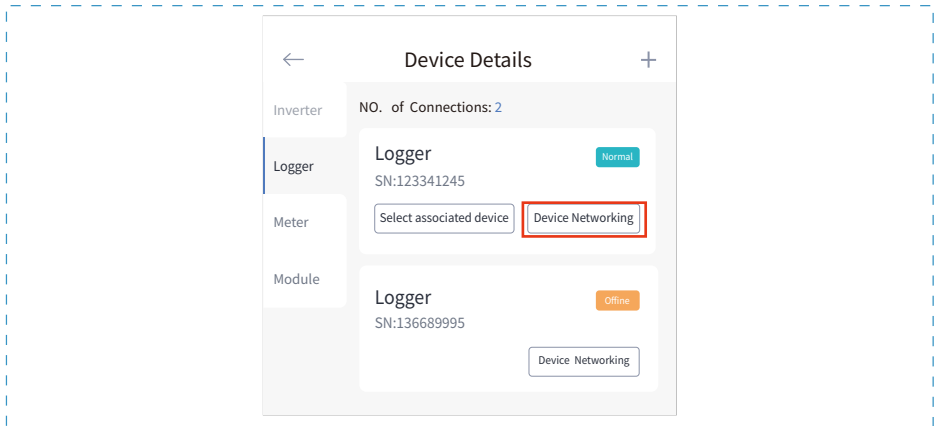 Device Details
Inverter
Logger
Meter
Module
NO. of Connections: 2
Logger
Normal
SN:123341245
Select associated device
Device Networking
Logger
Offine
SN:136689995
Device Networking